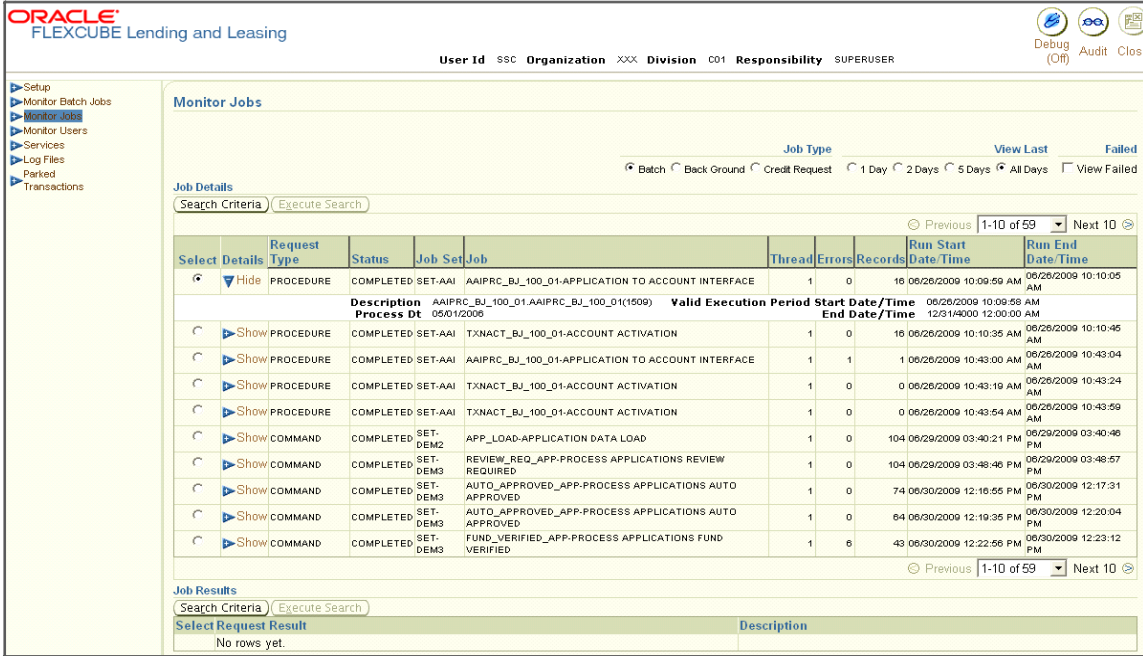 ORACLE®
FLEXCUBE Lending and Leasing
Debug (Off)
Audit
Clos
User Id SSC Organization XXX Division C01 Responsibility SUPERUSER
Setup
Monitor Batch Jobs
Monitor Jobs
Monitor Users
Services
Log Files
Parked
Transactions
Monitor Jobs
Job Type View Last Failed
Batch Back Ground Credit Request 1 Day 2 Days 5 Days All Days View Failed
Job Details
Search Criteria Execute Search
Previous 1-10 of 59 Next 10
Select Details Request Type Status Job Set Job Thread Errors Records Run Start Date/Time Run End Date/Time
Hide PROCEDURE COMPLETED SET-AAI AAIPRC_BJ_100_01-APPLICATION TO ACCOUNT INTERFACE 1 0 16 06/26/2009 10:09:59 AM 06/26/2009 10:10:05 AM
Description AAIPRC_BJ_100_01.AAIPRC_BJ_100_01(1509) Valid Execution Period Start Date/Time 06/26/2009 10:09:58 AM
Process Dt 05/01/2006 End Date/Time 12/31/4000 12:00:00 AM
Show PROCEDURE COMPLETED SET-AAI TXNACT_BJ_100_01-ACCOUNT ACTIVATION 1 0 16 06/26/2009 10:10:35 AM 06/26/2009 10:10:45 AM
Show PROCEDURE COMPLETED SET-AAI AAIPRC_BJ_100_01-APPLICATION TO ACCOUNT INTERFACE 1 1 1 06/26/2009 10:43:00 AM 06/26/2009 10:43:04 AM
Show PROCEDURE COMPLETED SET-AAI TXNACT_BJ_100_01-ACCOUNT ACTIVATION 1 0 0 06/26/2009 10:43:19 AM 06/26/2009 10:43:24 AM
Show PROCEDURE COMPLETED SET-AAI TXNACT_BJ_100_01-ACCOUNT ACTIVATION 1 0 0 06/26/2009 10:43:54 AM 06/26/2009 10:43:59 AM
Show COMMAND COMPLETED SET-DEM2 APP_LOAD-APPLICATION DATA LOAD 1 0 104 06/29/2009 03:40:21 PM 06/29/2009 03:40:46 PM
Show COMMAND COMPLETED SET-DEM3 REVIEW_REQ_APP-PROCESS APPLICATIONS REVIEW REQUIRED 1 0 104 06/29/2009 03:48:46 PM 06/29/2009 03:48:57 PM
Show COMMAND COMPLETED SET-DEM3 AUTO_APPROVED_APP-PROCESS APPLICATIONS AUTO APPROVED 1 0 74 06/30/2009 12:16:55 PM 06/30/2009 12:17:31 PM
Show COMMAND COMPLETED SET-DEM3 AUTO_APPROVED_APP-PROCESS APPLICATIONS AUTO APPROVED 1 0 64 06/30/2009 12:19:35 PM 06/30/2009 12:20:04 PM
Show COMMAND COMPLETED SET-DEM3 FUND_VERIFIED_APP-PROCESS APPLICATIONS FUND VERIFIED 1 6 43 06/30/2009 12:22:56 PM 06/30/2009 12:23:12 PM
Previous 1-10 of 59 Next 10
Job Results
Search Criteria Execute Search
Select Request Result Description
No rows yet.